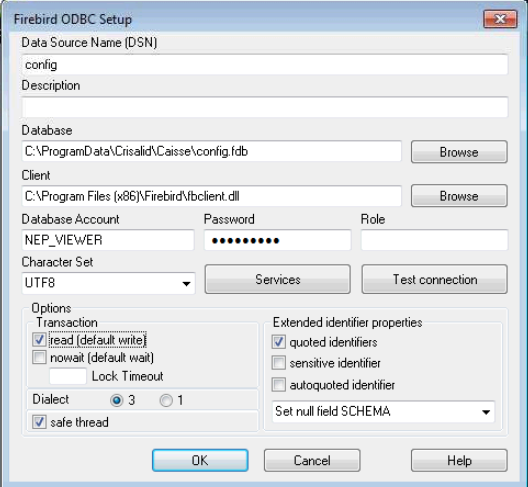 Firebird ODBC Setup
Data Source Name (DSN)
config
Description
Database
C:\ProgramData\Crisalid\Caisse\config.fdb
Browse
Client
C:\Program Files (x86)\Firebird\fbclient.dll
Browse
Database Account Password Role
NEP_VIEWER •••••••••
Character Set
UTF8 Services Test connection
Options
Transaction
read (default write)
nowait (default wait)
Lock Timeout
Dialect 3 1
safe thread
Extended identifier properties
quoted identifiers
sensitive identifier
autoquoted identifier
Set null field SCHEMA
OK Cancel Help